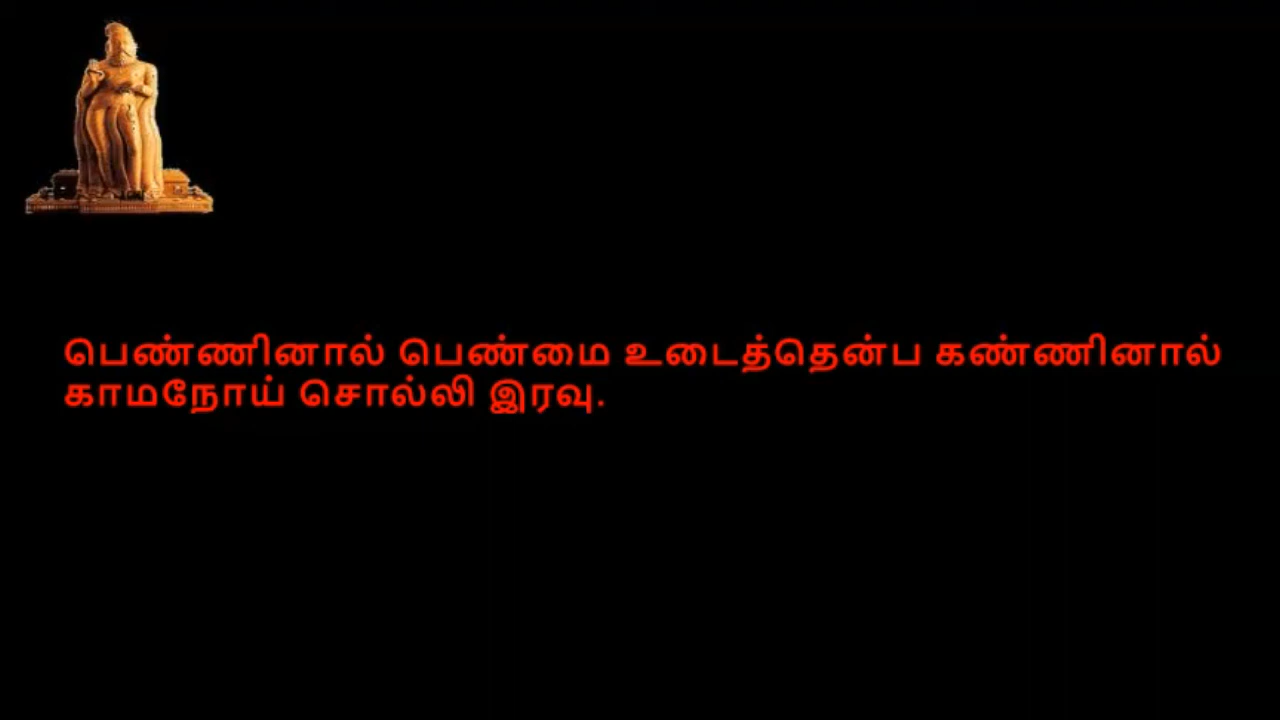 பெண்ணினால் பெண்மை உடைத்தென்ப கண்ணினால்
காமநோய் சொல்லி இரவு.